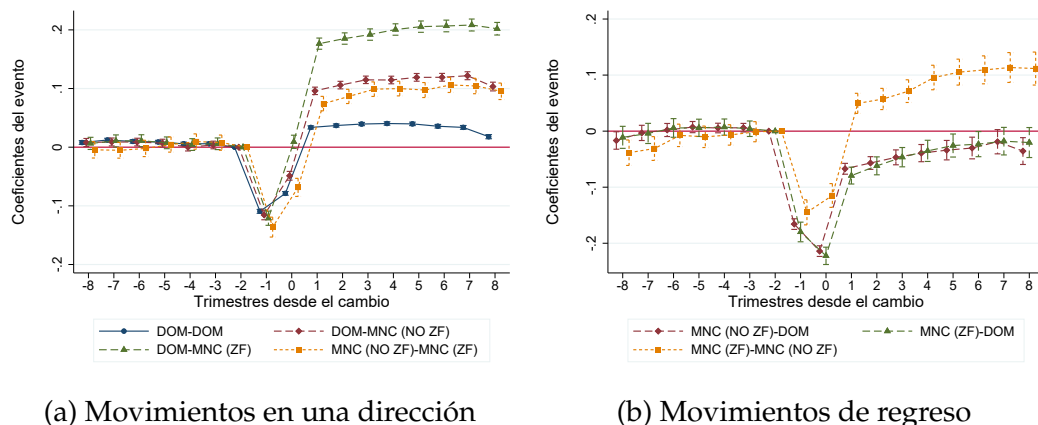 Coeficientes del evento
.2
.1
0
-.1
-.2
-8 -7 -6 -5 -4 -3 -2 -1 0 1 2 3 4 5 6 7 8
Trimestres desde el cambio
DOM-DOM DOM-MNC (NO ZF)
DOM-MNC (ZF) MNC (NO ZF)-MNC (ZF)
(a) Movimientos en una dirección
Coeficientes del evento
.2
.1
0
-.1
-.2
-8 -7 -6 -5 -4 -3 -2 -1 0 1 2 3 4 5 6 7 8
Trimestres desde el cambio
MNC (NO ZF)-DOM MNC (ZF)-DOM
MNC (ZF)-MNC (NO ZF)
(b) Movimientos de regreso